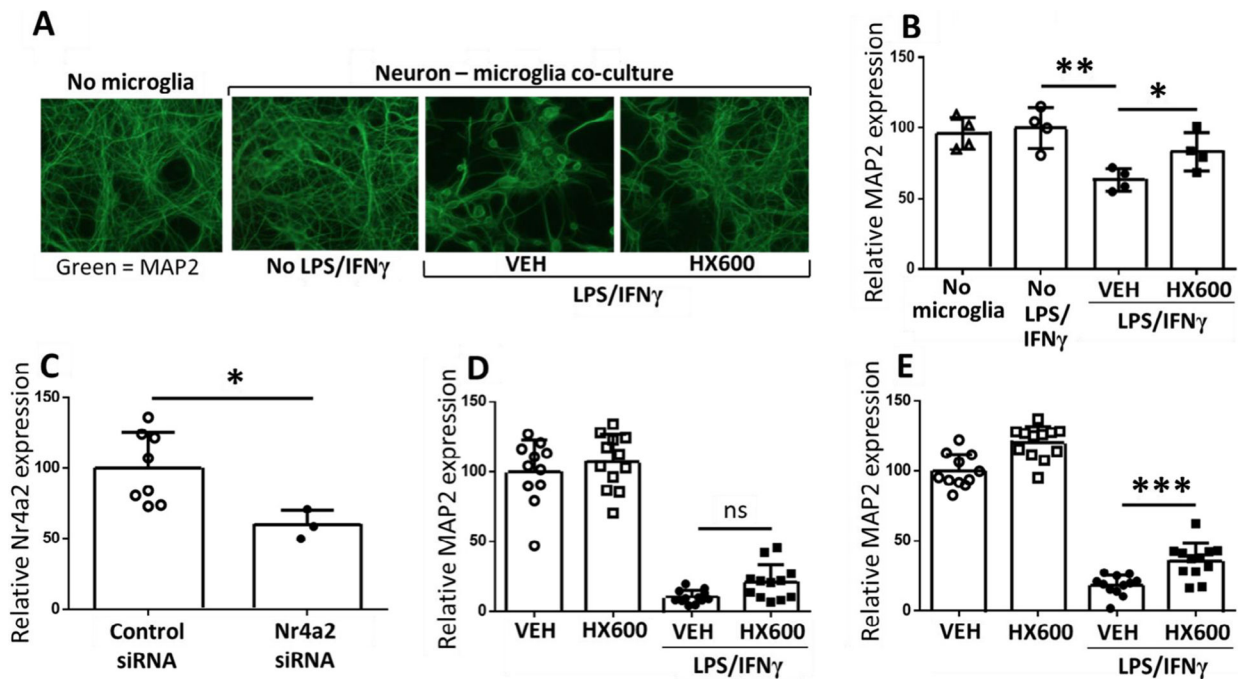 A
No microglia
Neuron – microglia co-culture
Green = MAP2
No LPS/IFNγ
VEH
HX600
LPS/IFNγ
B
Relative MAP2 expression
150
100
50
0
**
*
No
microglia
No
LPS/
IFNγ
VEH
HX600
LPS/IFNγ
C
Relative Nr4a2 expression
150
100
50
0
*
Control
siRNA
Nr4a2
siRNA
D
Relative MAP2 expression
150
100
50
0
ns
VEH
HX600
VEH
HX600
LPS/IFNγ
E
Relative MAP2 expression
150
100
50
0
***
VEH
HX600
VEH
HX600
LPS/IFNγ